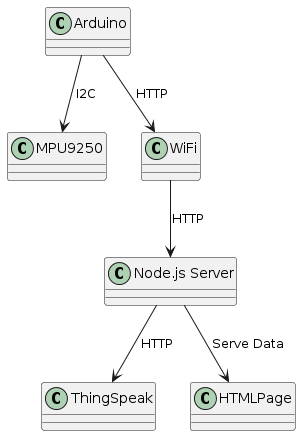 C Arduino
I2C
HTTP
C MPU9250
C WiFi
HTTP
C Node.js Server
HTTP
Serve Data
C ThingSpeak
C HTMLPage